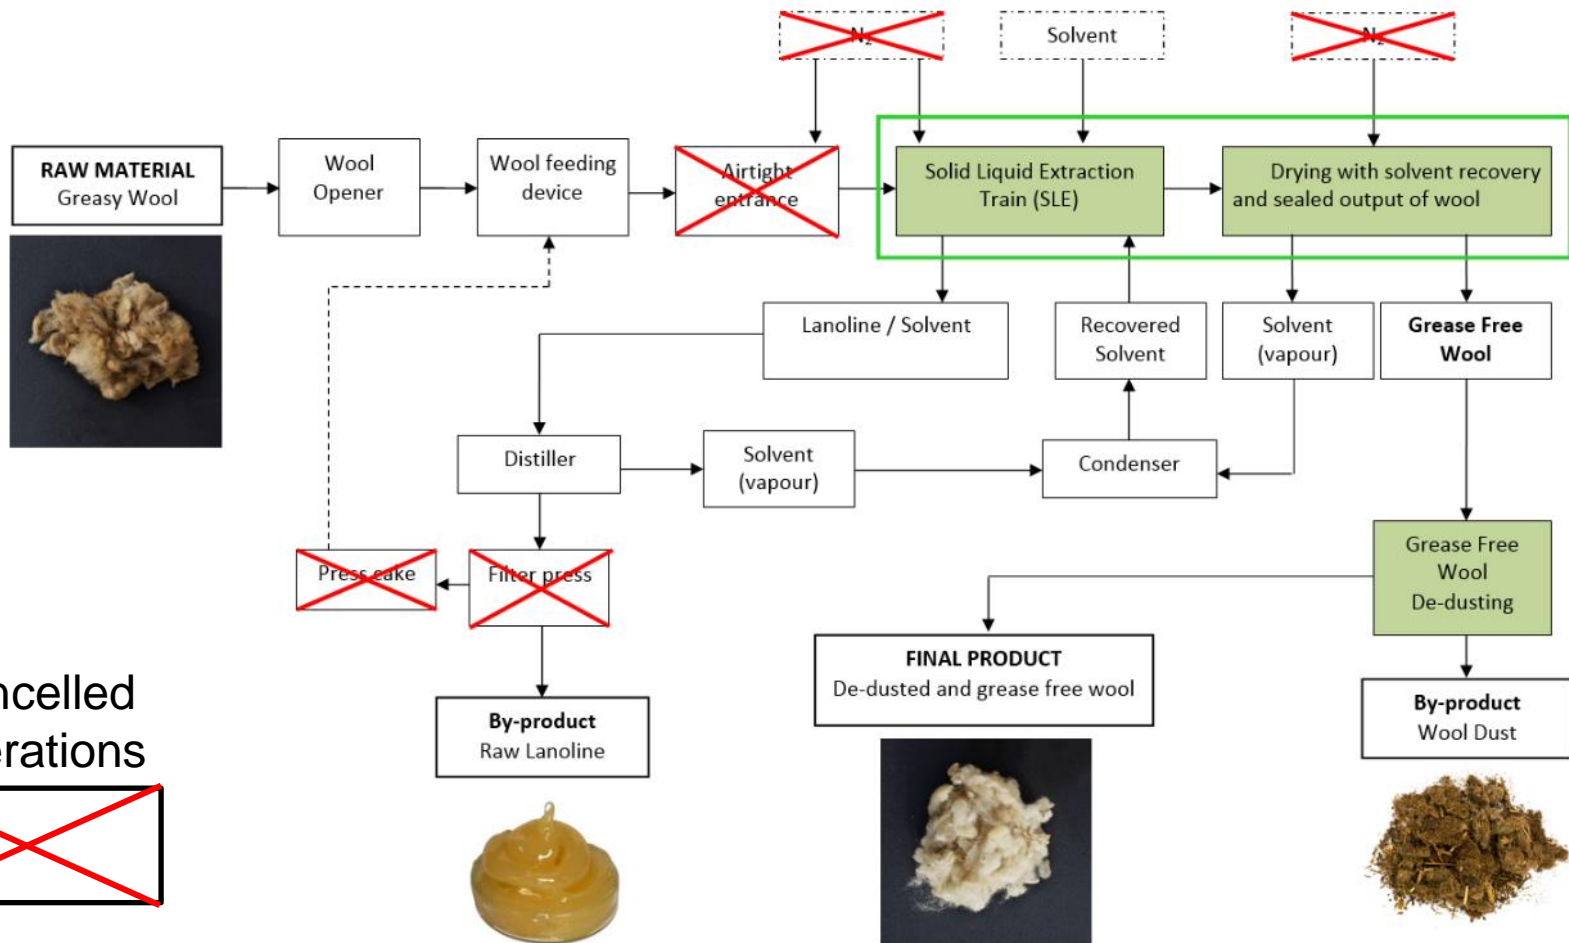 N₂
Solvent
N₂
RAW MATERIAL
Greasy Wool
Wool
Opener
Wool feeding
device
Airtight
entrance
Solid Liquid Extraction
Train (SLE)
Drying with solvent recovery
and sealed output of wool
Lanoline / Solvent
Recovered
Solvent
Solvent
(vapour)
Grease Free
Wool
Distiller
Solvent
(vapour)
Condenser
Press cake
Filter press
Grease Free
Wool
De-dusting
FINAL PRODUCT
De-dusted and grease free wool
By-product
Raw Lanoline
By-product
Wool Dust
ncelled
erations